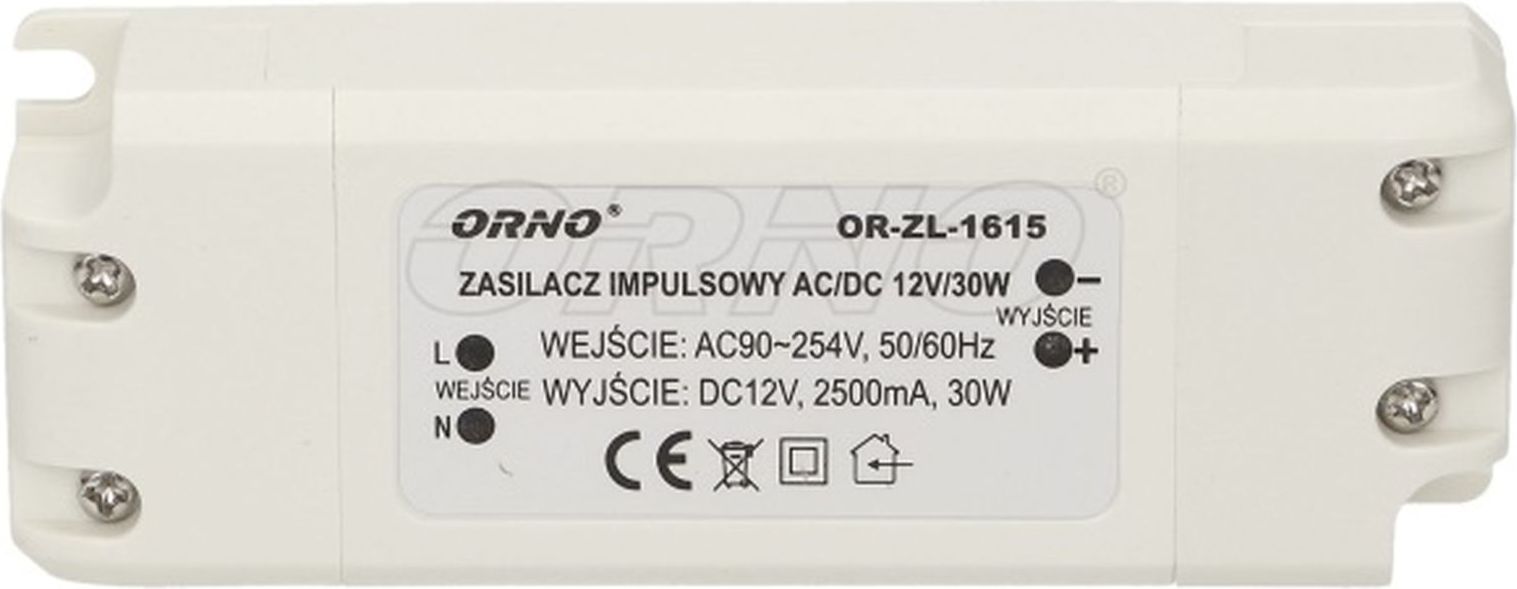 ORNO® OR-ZL-1615
ZASILACZ IMPULSOWY AC/DC 12V/30W −
WYJŚCIE
L WEJŚCIE: AC90~254V, 50/60Hz +
WEJŚCIE WYJŚCIE: DC12V, 2500mA, 30W
N
CE
ORNO®